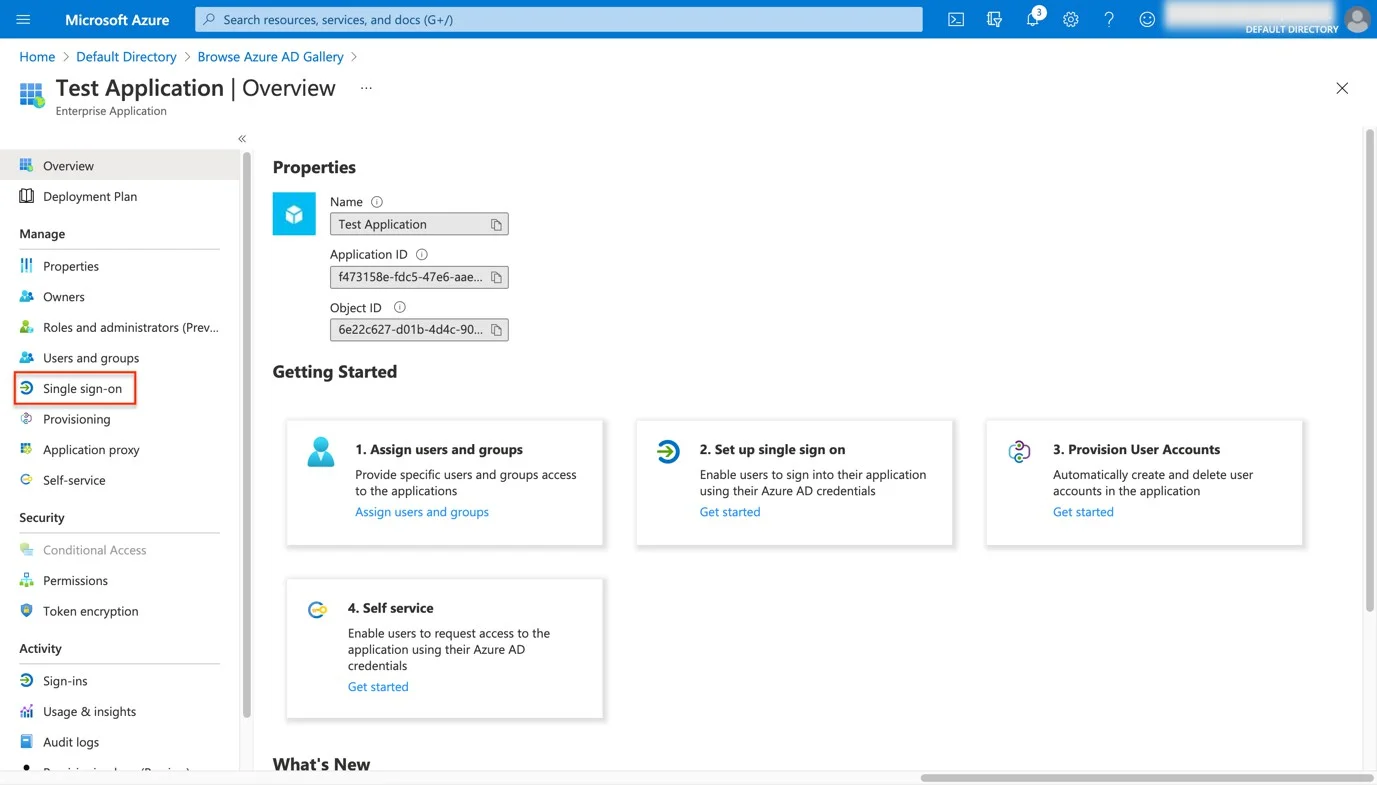 Microsoft Azure
Search resources, services, and docs (G+/)
3
DEFAULT DIRECTORY
Home > Default Directory > Browse Azure AD Gallery >
Test Application | Overview ...
Enterprise Application
«
Overview
Deployment Plan
Manage
Properties
Owners
Roles and administrators (Prev...
Users and groups
Single sign-on
Provisioning
Application proxy
Self-service
Security
Conditional Access
Permissions
Token encryption
Activity
Sign-ins
Usage & insights
Audit logs
Properties
Name
Test Application
Application ID
f473158e-fdc5-47e6-aae...
Object ID
6e22c627-d01b-4d4c-90...
Getting Started
1. Assign users and groups
Provide specific users and groups access
to the applications
Assign users and groups
2. Set up single sign on
Enable users to sign into their application
using their Azure AD credentials
Get started
3. Provision User Accounts
Automatically create and delete user
accounts in the application
Get started
4. Self service
Enable users to request access to the
application using their Azure AD
credentials
Get started
What's New